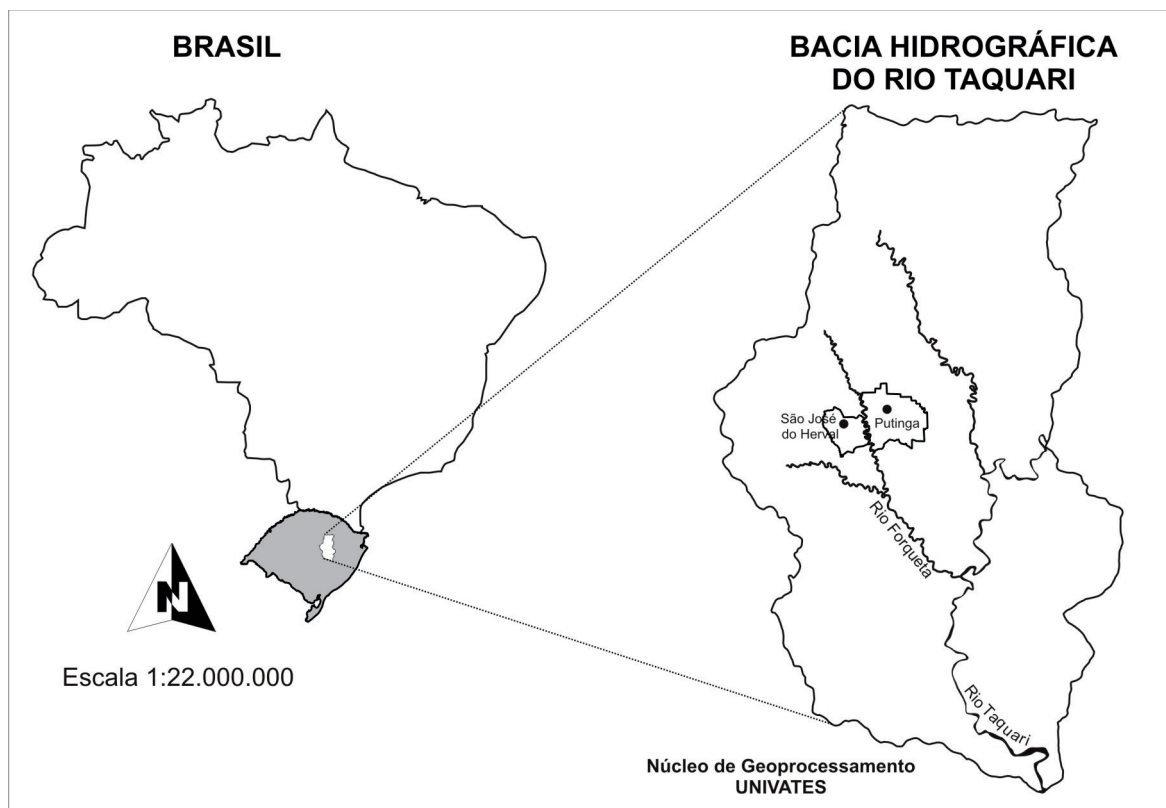 BRASIL
BACIA HIDROGRÁFICA
DO RIO TAQUARI
São José
do Herval
Putinga
Rio Forqueta
N
Escala 1:22.000.000
Rio Taquari
Núcleo de Geoprocessamento
UNIVATES